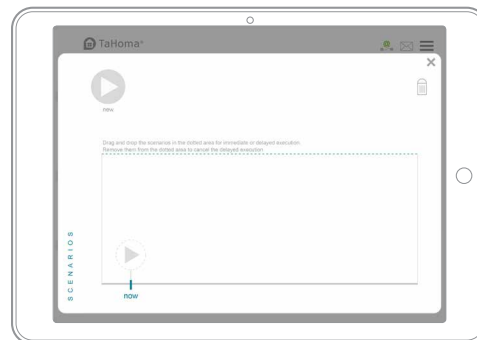 TaHoma®
now
Drag and drop the scenarios in the dotted area for immediate or delayed execution
Remove them from the dotted area to cancel the delayed execution
SCENARIOS
now